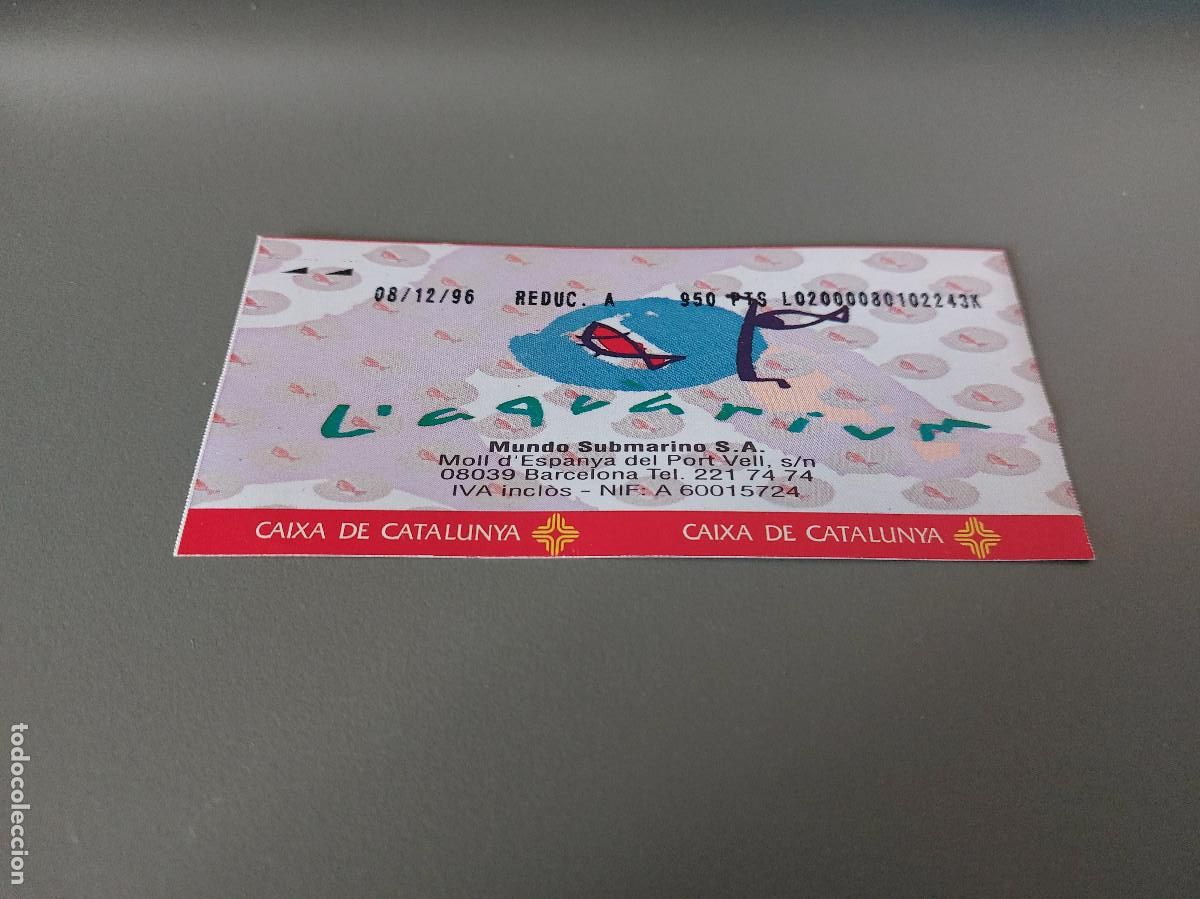 08/12/96 REDUC. A 950 PTS L02000080102243K
L'aquàrium
Mundo Submarino S.A.
Moll d'Espanya del Port Vell, s/n
08039 Barcelona Tel. 221 74 74
IVA inclòs - NIF: A 60015724
CAIXA DE CATALUNYA CAIXA DE CATALUNYA
todocoleccion